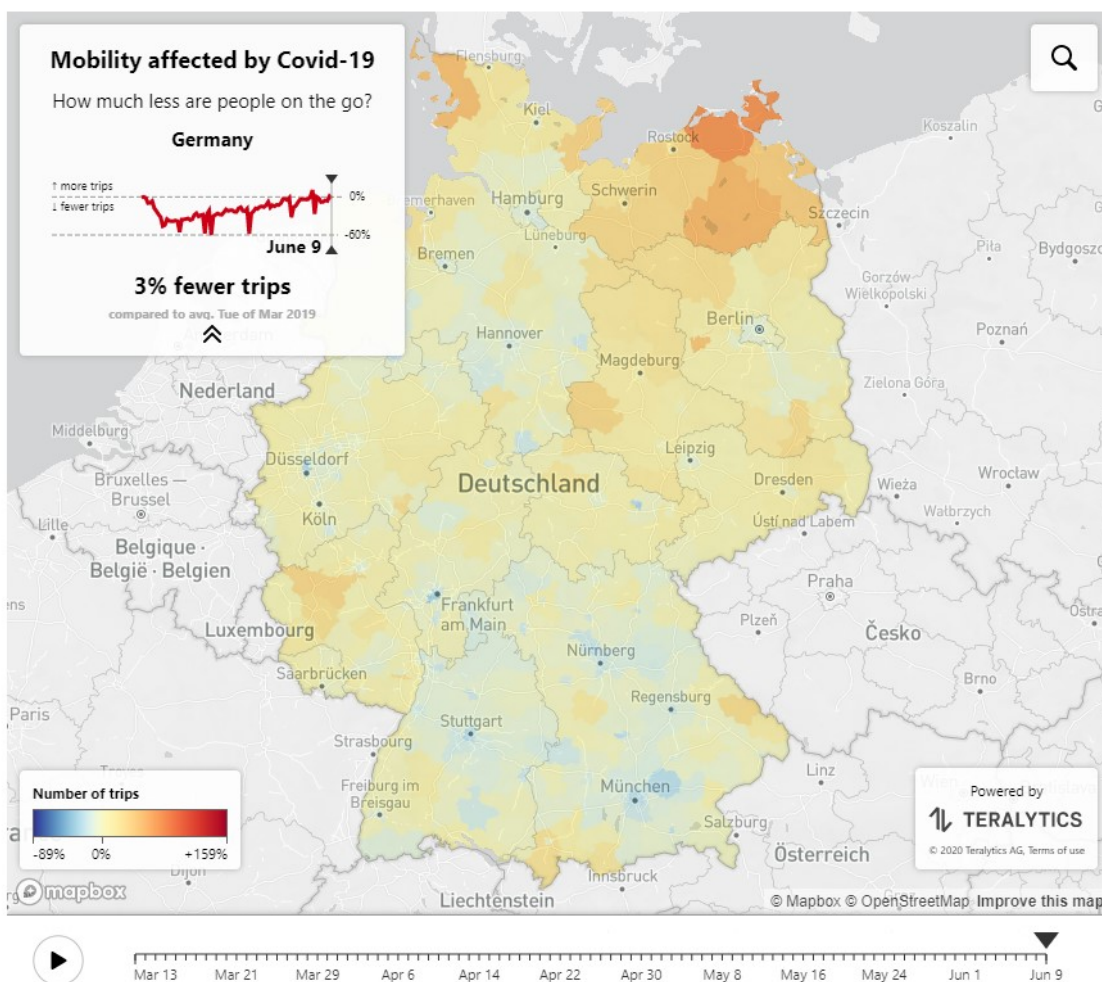 Mobility affected by Covid-19
How much less are people on the go?
Germany
↑ more trips
↓ fewer trips
0%
-60%
June 9
3% fewer trips
compared to avg. Tue of Mar 2019
Flensburg
Kiel
Rostock
Koszalin
Hamburg
Schwerin
Szczecin
Lüneburg
Bremen
Piła
Bydgoszcz
Gorzów
Wielkopolski
Berlin
Poznań
Hannover
Magdeburg
Nederland
Zielona Góra
Middelburg
Düsseldorf
Leipzig
Bruxelles —
Brussel
Deutschland
Dresden
Wieża
Wrocław
Köln
Wałbrzych
Lille
Ústí nad Labem
Belgique ·
België · Belgien
Praha
Frankfurt
am Main
Luxembourg
Plzeň
Česko
Nürnberg
Saarbrücken
Brno
Regensburg
Paris
Stuttgart
Strasbourg
Linz
Freiburg im
Breisgau
München
Salzburg
Österreich
Innsbruck
Liechtenstein
Dijon
Number of trips
-89%
0%
+159%
mapbox
Powered by
TERALYTICS
© 2020 Teralytics AG, Terms of use
© Mapbox © OpenStreetMap Improve this map
Mar 13
Mar 21
Mar 29
Apr 6
Apr 14
Apr 22
Apr 30
May 8
May 16
May 24
Jun 1
Jun 9